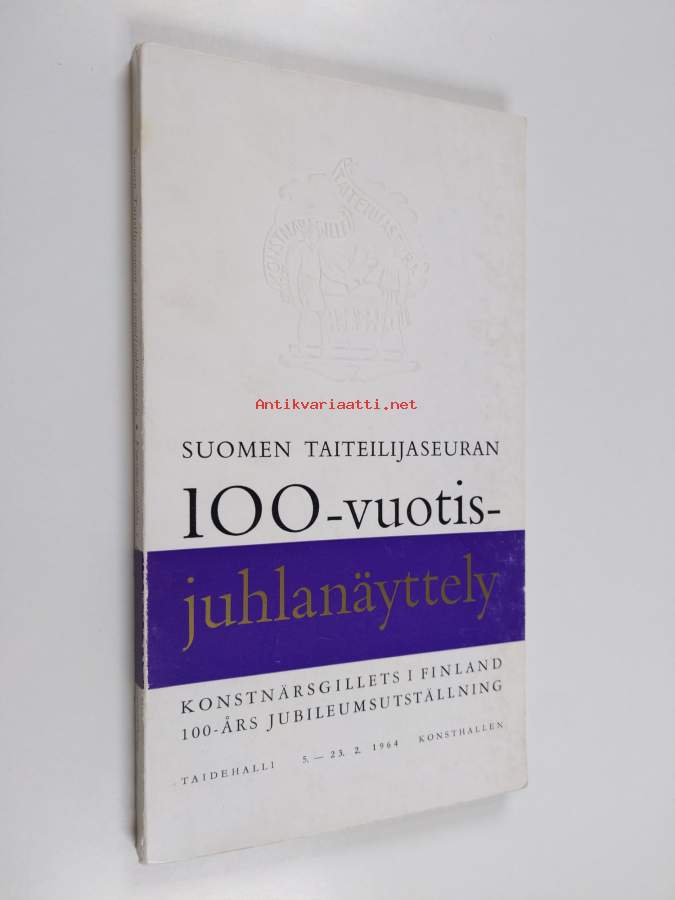 Antikvariaatti.net
SUOMEN TAITEILIJASEURAN
100-vuotis-
juhlanäyttely
KONSTNÄRSGILLETS I FINLAND
100-ÅRS JUBILEUMSUTSTÄLLNING
TAIDEHALLI 5.—23. 2. 1964 KONSTHALLEN